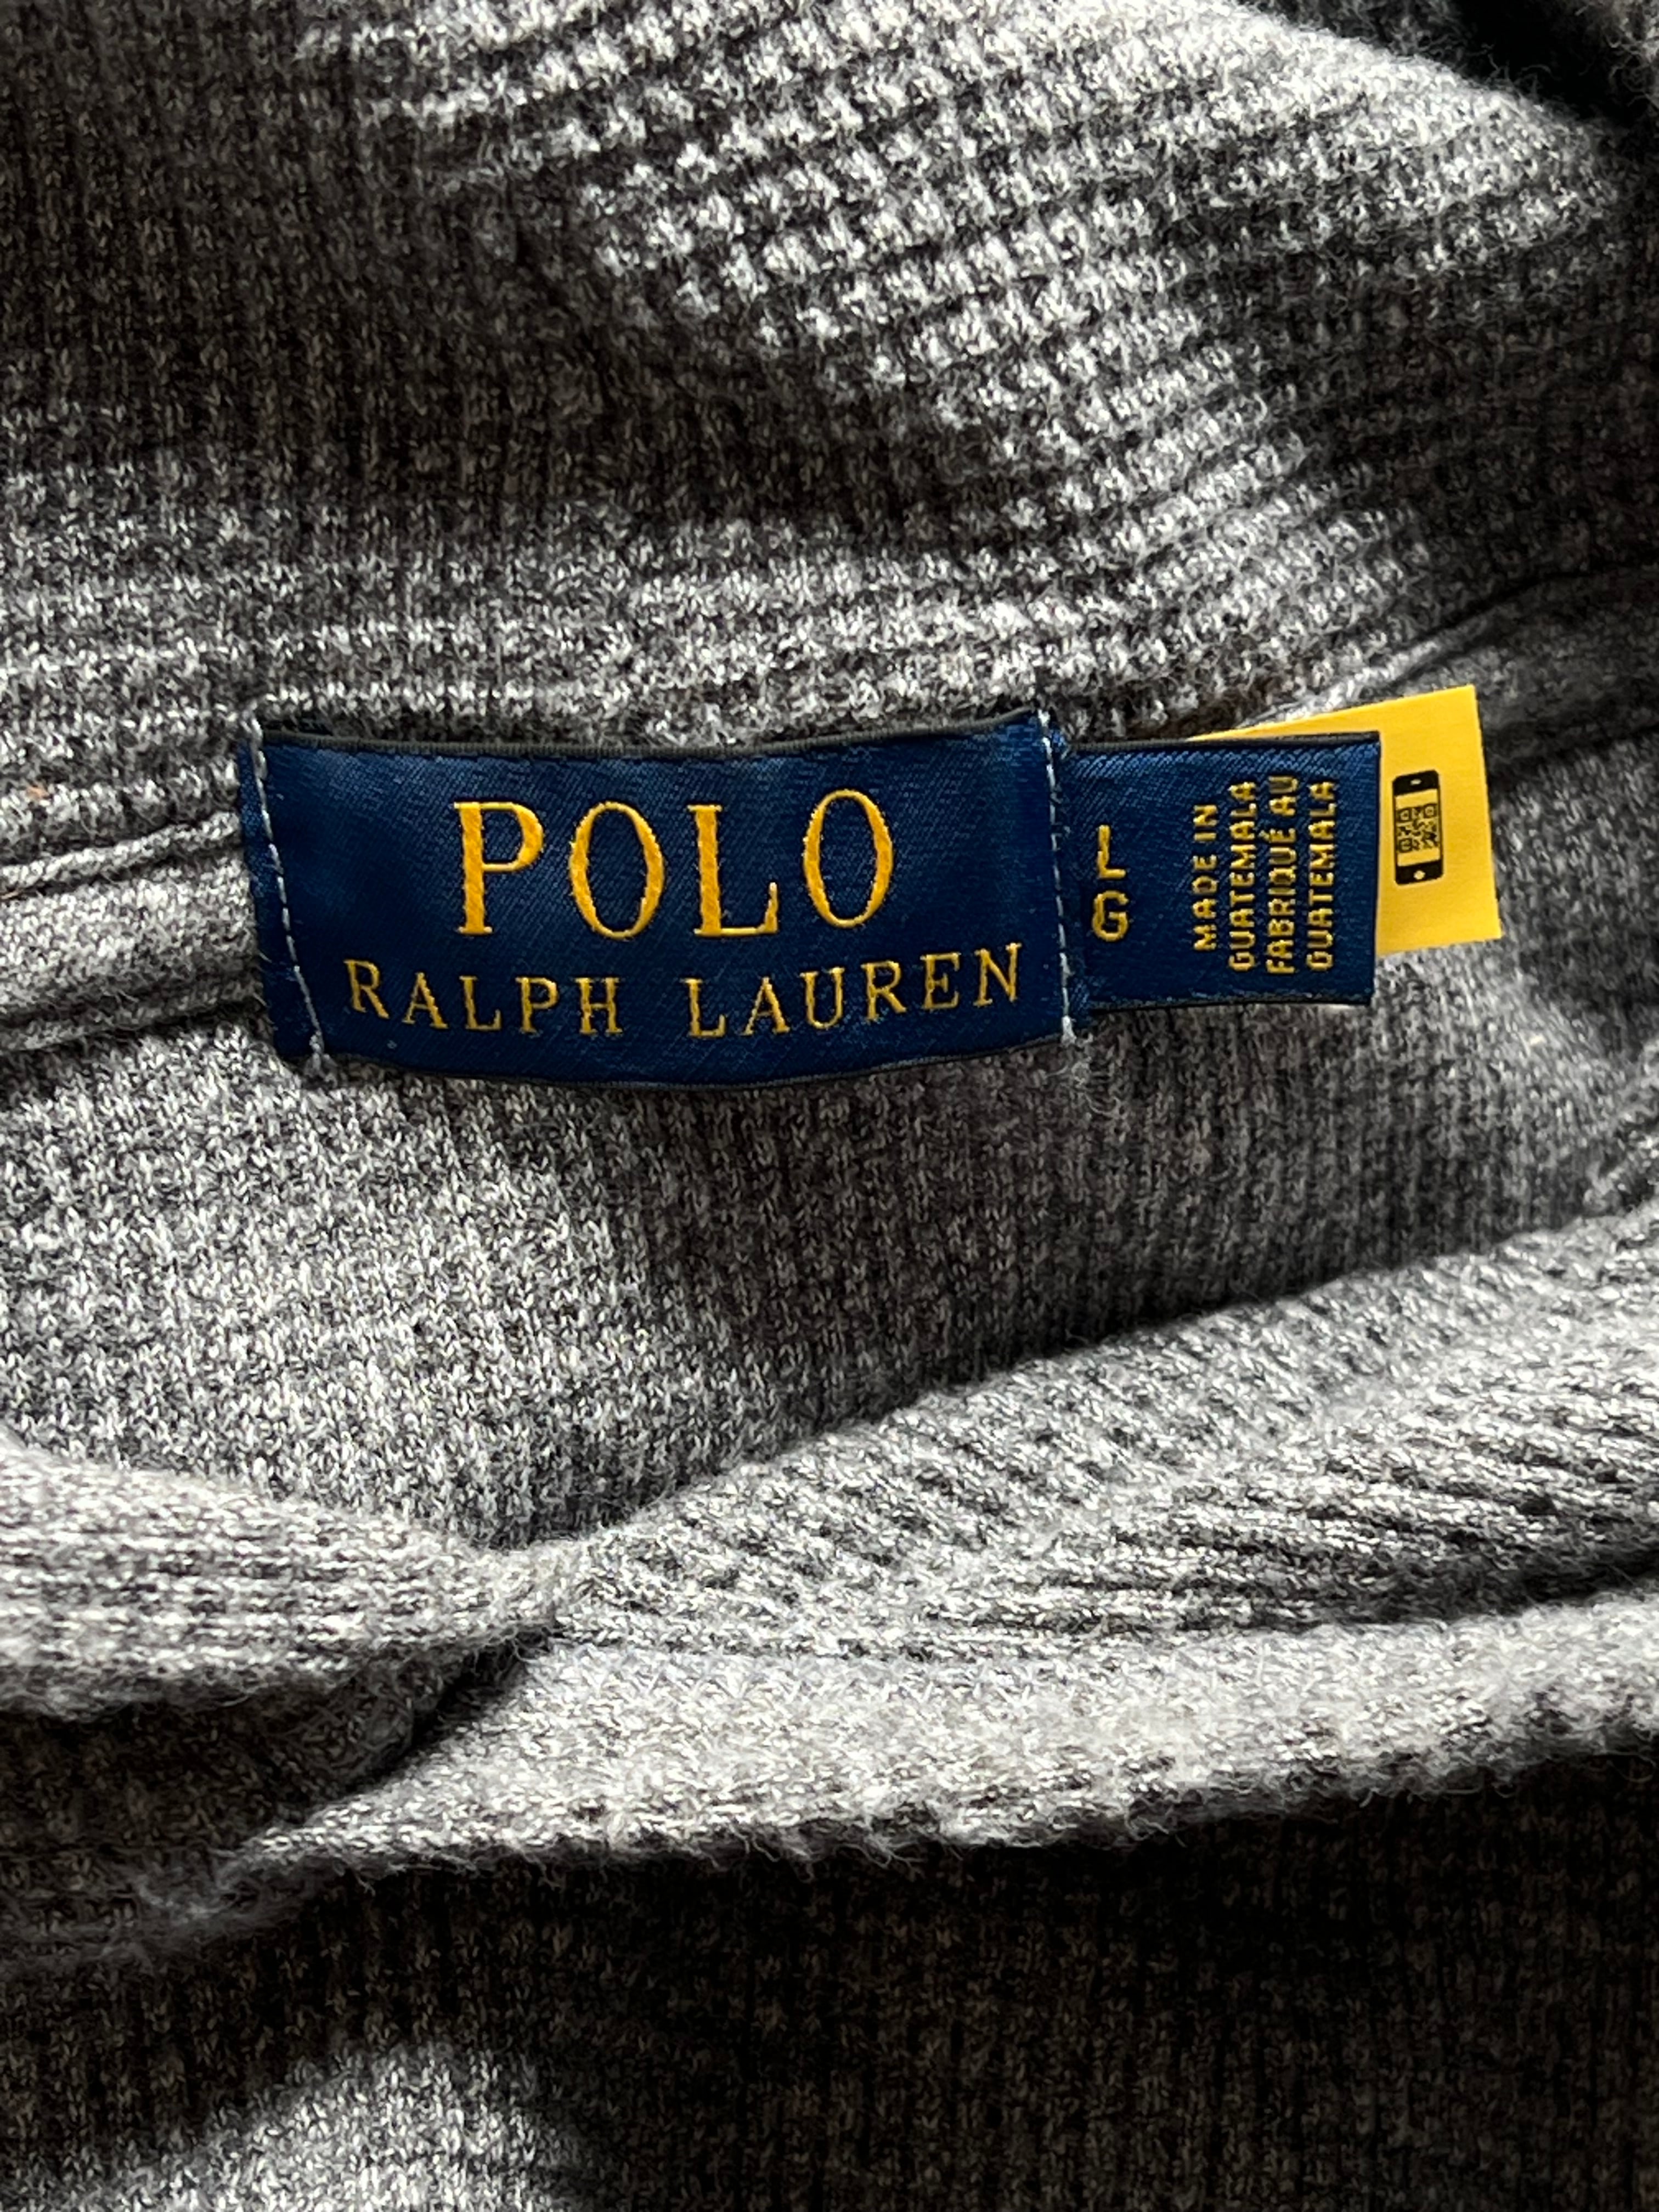 POLO
RALPH LAUREN
L
G
MADE IN
GUATEMALA
FABRIQUÉ AU
GUATEMALA